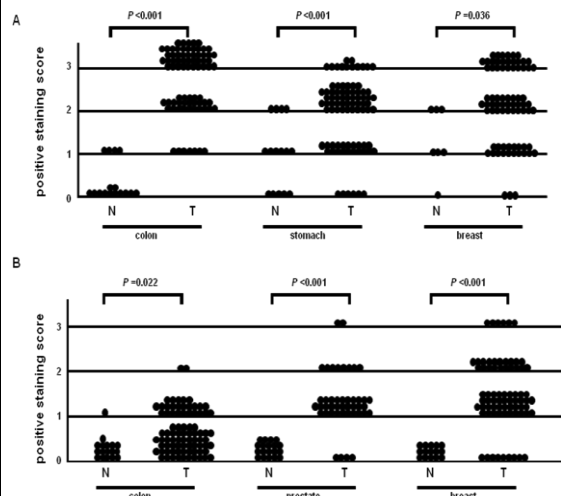 A
P <0.001
P <0.001
P =0.036
positive staining score
3
2
1
0
N
T
N
T
N
T
colon
stomach
breast
B
P =0.022
P <0.001
P <0.001
positive staining score
3
2
1
0
N
T
N
T
N
T
colon
prostate
breast